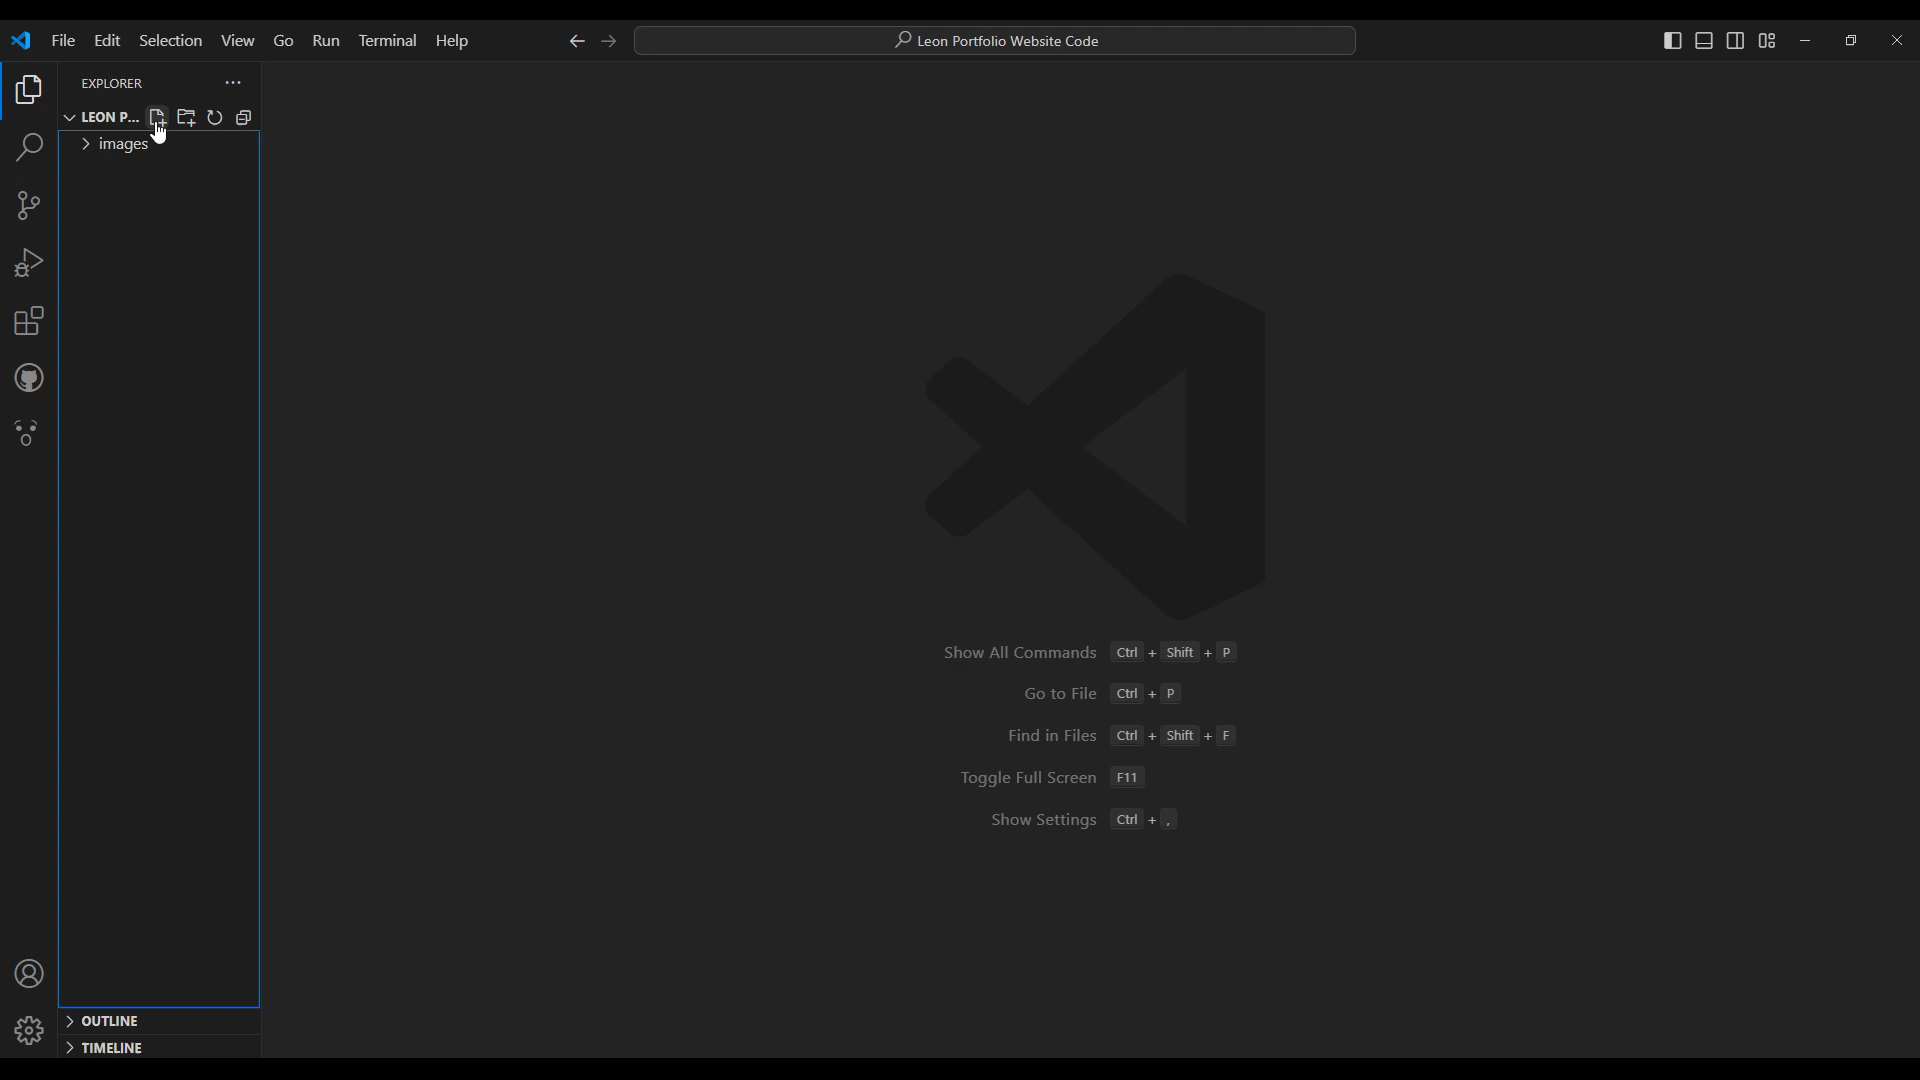 File Edit Selection View Go Run Terminal Help
Leon Portfolio Website Code
EXPLORER
LEON P...
images
Show All Commands Ctrl + Shift + P
Go to File Ctrl + P
Find in Files Ctrl + Shift + F
Toggle Full Screen F11
Show Settings Ctrl + ,
OUTLINE
TIMELINE